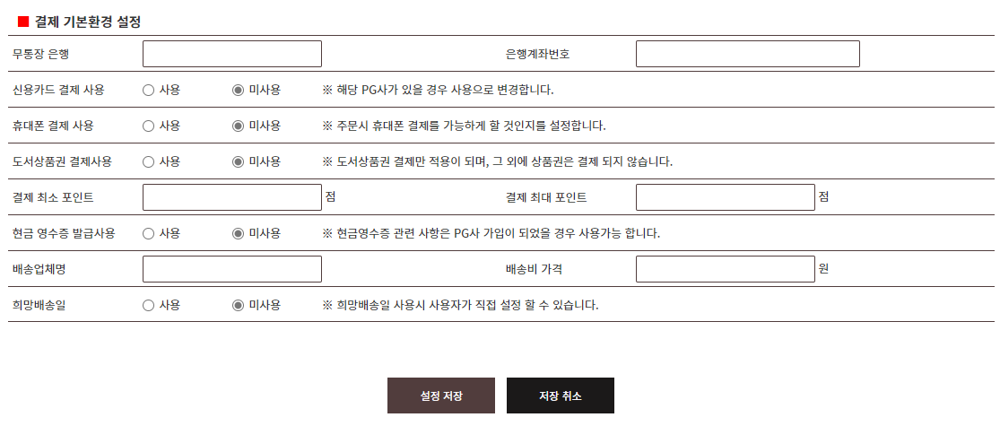 결제 기본환경 설정
무통장 은행 은행계좌번호
신용카드 결제 사용 사용 미사용 ※ 해당 PG사가 있을 경우 사용으로 변경합니다.
휴대폰 결제 사용 사용 미사용 ※ 주문시 휴대폰 결제를 가능하게 할 것인지를 설정합니다.
도서상품권 결제사용 사용 미사용 ※ 도서상품권 결제만 적용이 되며, 그 외에 상품권은 결제 되지 않습니다.
결제 최소 포인트 점 결제 최대 포인트 점
현금 영수증 발급사용 사용 미사용 ※ 현금영수증 관련 사항은 PG사 가입이 되었을 경우 사용가능 합니다.
배송업체명 배송비 가격 원
희망배송일 사용 미사용 ※ 희망배송일 사용시 사용자가 직접 설정 할 수 있습니다.
설정 저장 저장 취소